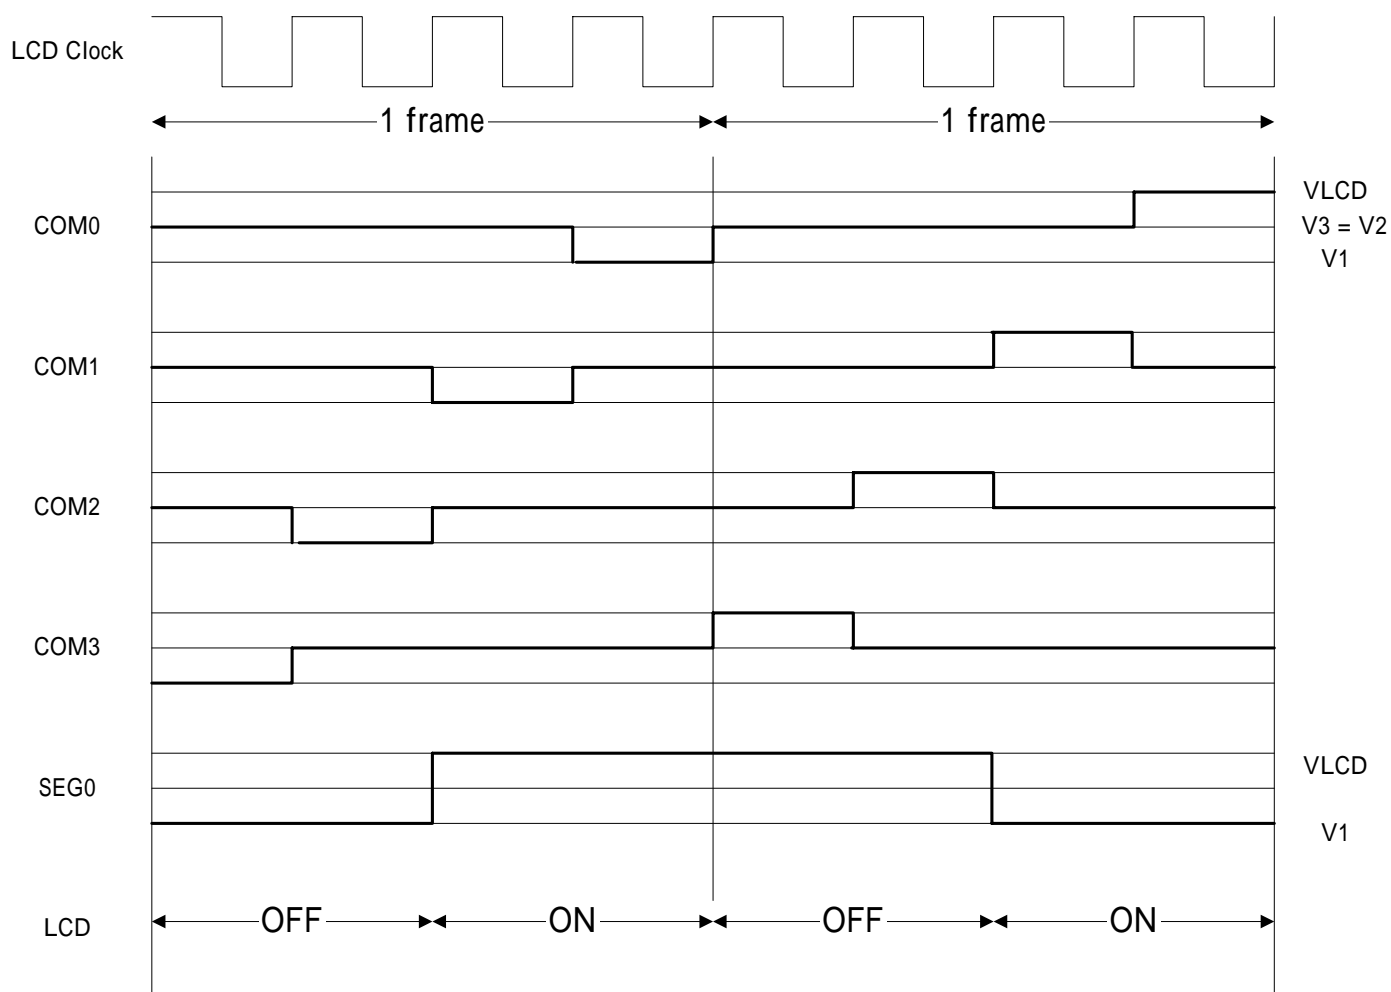 LCD Clock
1 frame 1 frame
COM0
VLCD
V3 = V2
V1
COM1
COM2
COM3
SEG0
VLCD
V1
LCD
OFF ON OFF ON